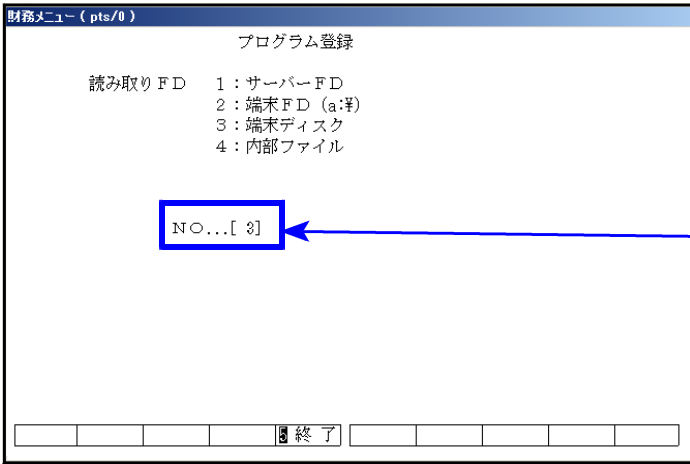 財務メニュー ( pts/0 )
プログラム登録
読み取りFD 1:サーバーFD
2:端末FD (a:¥)
3:端末ディスク
4:内部ファイル
NO...[ 3]
5 終 了